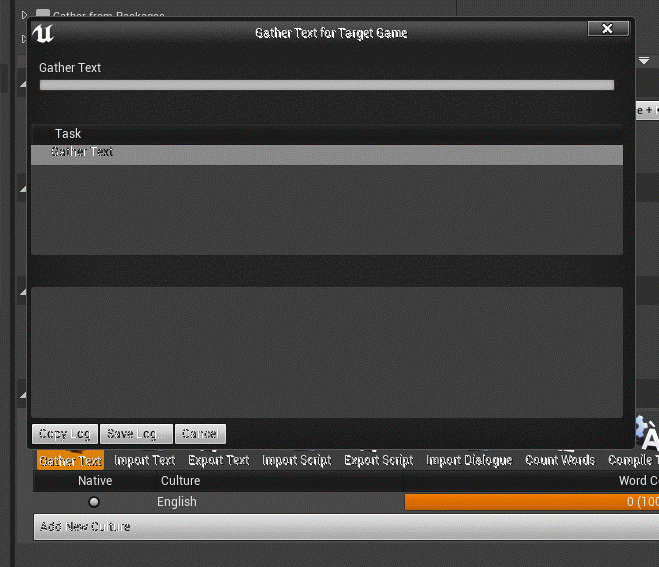 Gather from Packages
Gather Text for Target Game
Gather Text
Task
Gather Text
Copy Log Save Log... Cancel
Gather Text Import Text Export Text Import Script Export Script Import Dialogue Count Words Compile T
Native Culture Word C
English 0 (100
Add New Culture